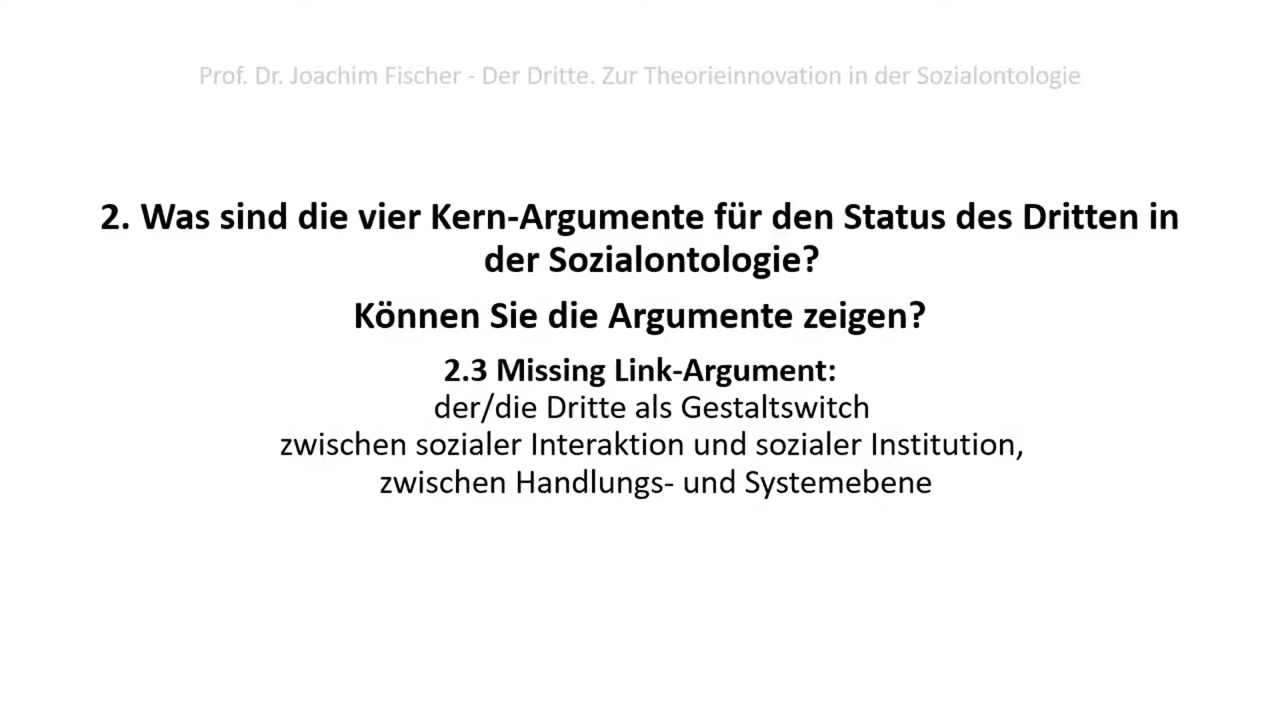 Prof. Dr. Joachim Fischer - Der Dritte. Zur Theorieinnovation in der Sozialontologie
2. Was sind die vier Kern-Argumente für den Status des Dritten in
der Sozialontologie?
Können Sie die Argumente zeigen?
2.3 Missing Link-Argument:
der/die Dritte als Gestaltswitch
zwischen sozialer Interaktion und sozialer Institution,
zwischen Handlungs- und Systemebene